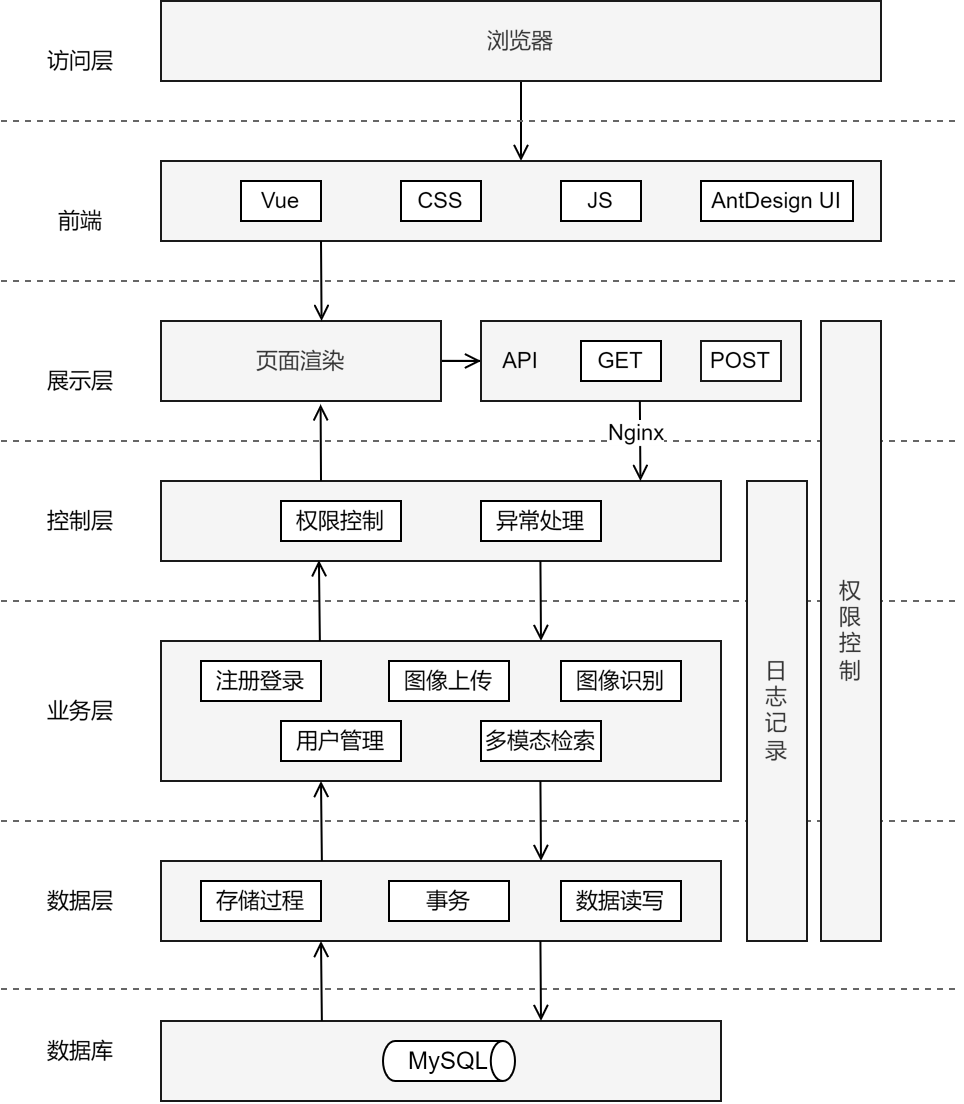 浏览器
访问层
Vue
CSS
JS
AntDesign UI
前端
页面渲染
API
GET
POST
展示层
Nginx
控制层
权限控制
异常处理
权限控制
日志记录
注册登录
图像上传
图像识别
业务层
用户管理
多模态检索
数据层
存储过程
事务
数据读写
数据库
MySQL